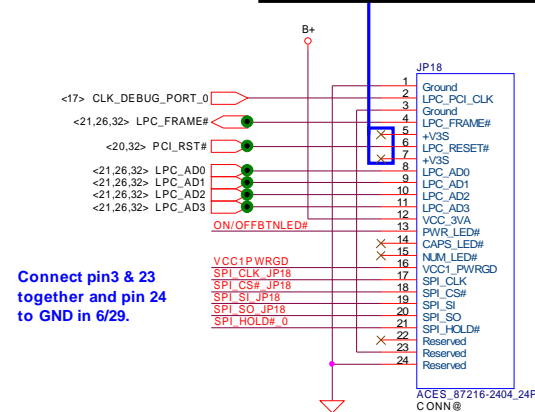 B+
JP18
1 Ground
<17> CLK_DEBUG_PORT_0 2 LPC_PCI_CLK
3 Ground
<21,26,32> LPC_FRAME# 4 LPC_FRAME#
5 +V3S
<20,32> PCI_RST# 6 LPC_RESET#
7 +V3S
<21,26,32> LPC_AD0 8 LPC_AD0
<21,26,32> LPC_AD1 9 LPC_AD1
<21,26,32> LPC_AD2 10 LPC_AD2
<21,26,32> LPC_AD3 11 LPC_AD3
12 VCC_3VA
ON/OFFBTNLED# 13 PWR_LED#
14 CAPS_LED#
15 NUM_LED#
VCC1PWRGD 16 VCC1_PWRGD
SPI_CLK_JP18 17 SPI_CLK
SPI_CS#_JP18 18 SPI_CS#
SPI_SI_JP18 19 SPI_SI
SPI_SO_JP18 20 SPI_SO
SPI_HOLD#_0 21 SPI_HOLD#
22 Reserved
23 Reserved
24 Reserved
Connect pin3 & 23
together and pin 24
to GND in 6/29.
ACES_87216-2404_24P
CONN@